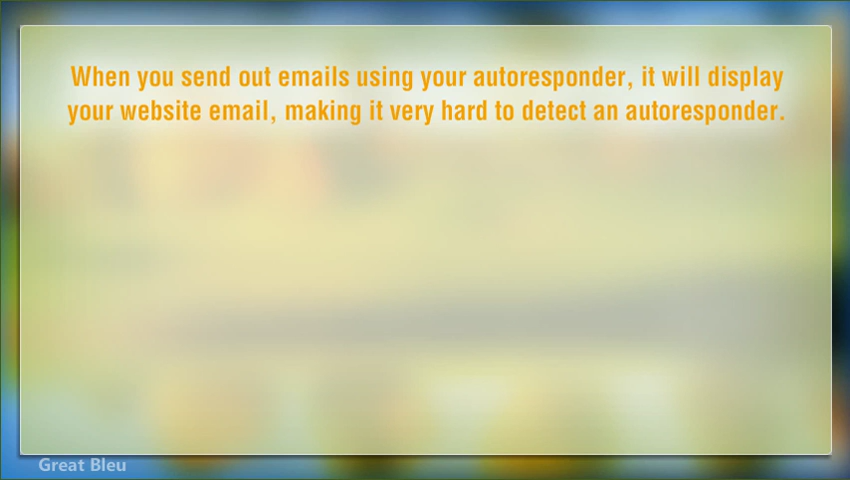 When you send out emails using your autoresponder, it will display
your website email, making it very hard to detect an autoresponder.
Great Bleu